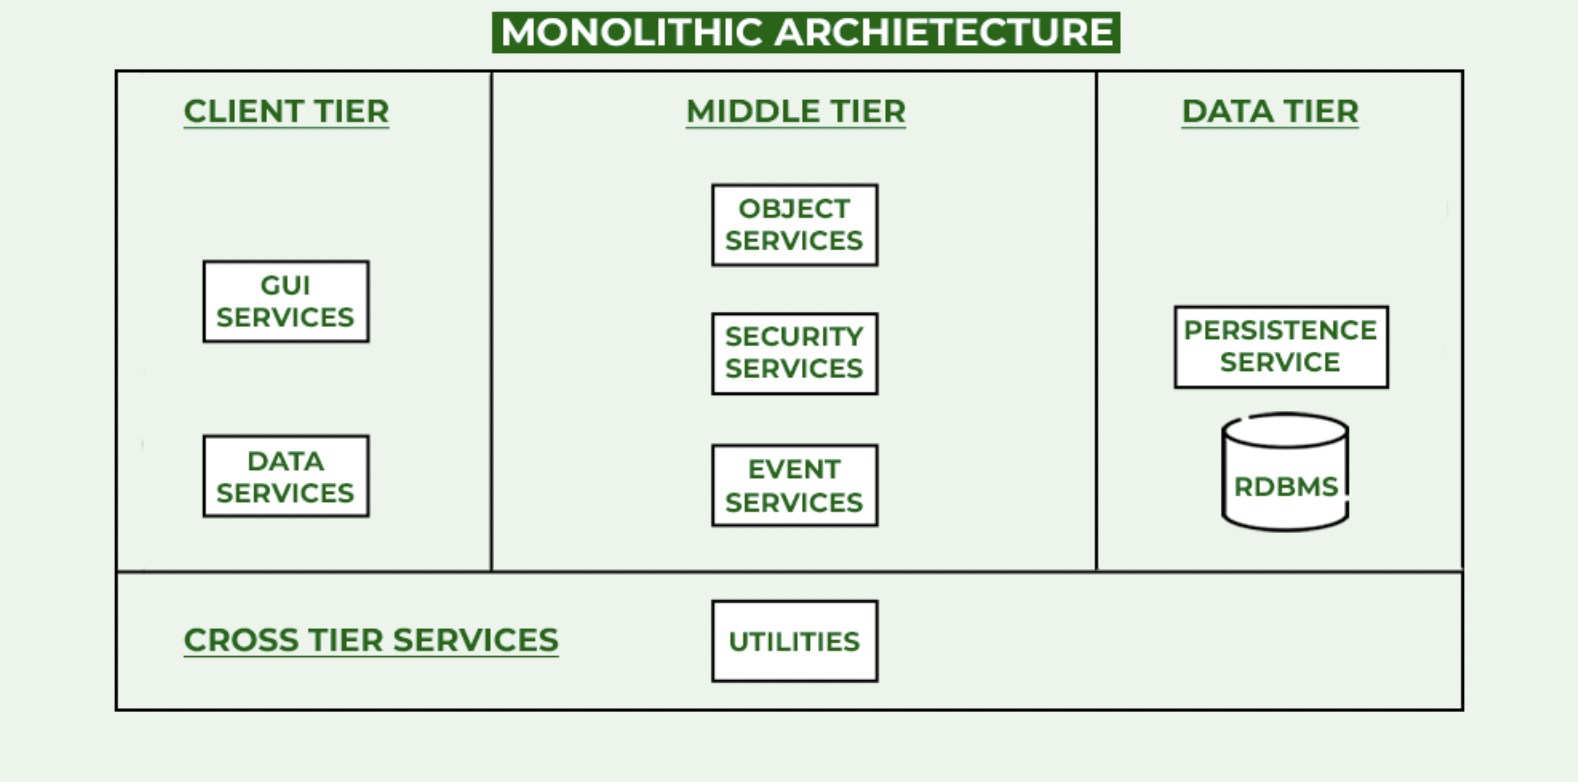 MONOLITHIC ARCHIETECTURE
CLIENT TIER
GUI
SERVICES
DATA
SERVICES
MIDDLE TIER
OBJECT
SERVICES
SECURITY
SERVICES
EVENT
SERVICES
DATA TIER
PERSISTENCE
SERVICE
RDBMS
CROSS TIER SERVICES
UTILITIES